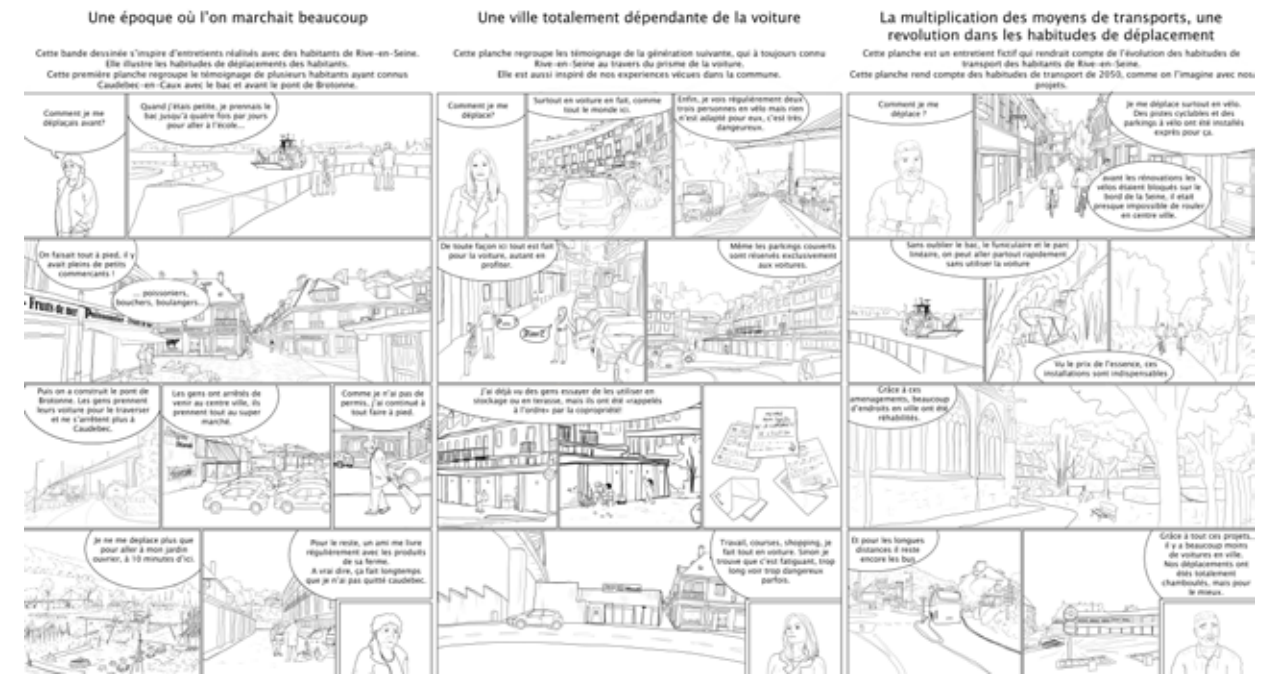 Une époque où l'on marchait beaucoup
Cette bande dessinée s'inspire d'entretiens réalisés avec des habitants de Rive-en-Seine.
Elle illustre les habitudes de déplacements des habitants.
Cette première planche regroupe le témoignage de plusieurs habitants ayant connus
Caudebec-en-Caux avec le bac et avant le pont de Brotonne.
Comment je me
déplaçais avant?
Quand j'étais petite, je prennais le
bac jusqu'à quatre fois par jours
pour aller à l'école...
On faisait tout à pied, il y
avait pleins de petits
commercants !
... poissoniers,
bouchers, boulangers...
Fruits de mer
Puis on a construit le pont de
Brotonne. Les gens prennent
leurs voiture pour le traverser
et ne s'arrêtent plus à
Caudebec.
Les gens ont arrêtés de
venir au centre ville, ils
prennent tout au super
marché.
Comme je n'ai pas de
permis, j'ai continué à
tout faire à pied.
Je ne me deplace plus que
pour aller à mon jardin
ouvrier, à 10 minutes d'ici.
Pour le reste, un ami me livre
régulièrement avec les produits
de sa ferme.
A vrai dire, ça fait longtemps
que je n'ai pas quitté caudebec.
Une ville totalement dépendante de la voiture
Cette planche regroupe les témoignage de la génération suivante, qui à toujours connu
Rive-en-Seine au travers du prisme de la voiture.
Elle est aussi inspiré de nos experiences vécues dans la commune.
Comment je me
déplace?
Surtout en voiture en fait, comme
tout le monde ici.
Enfin, je vois régulièrement deux
trois personnes en vélo mais rien
n'est adapté pour eux, c'est très
dangeureux.
De toute façon ici tout est fait
pour la voiture, autant en
profiter.
Même les parkings couverts
sont réservés exclusivement
aux voitures.
J'ai déjà vu des gens essayer de les utiliser en
stockage ou en terasse, mais ils ont été «rappelés
à l'ordre» par la copropriété!
Travail, courses, shopping, je
fait tout en voiture. Sinon je
trouve que c'est fatiguant, trop
long voir trop dangereux
parfois.
La multiplication des moyens de transports, une
revolution dans les habitudes de déplacement
Cette planche est un entretien fictif qui rendrait compte de l'évolution des habitudes de
transport des habitants de Rive-en-Seine.
Cette planche rend compte des habitudes de transport de 2050, comme on l'imagine avec nos
projets.
Comment je me
déplace ?
Je me déplace surtout en vélo.
Des pistes cyclables et des
parkings à vélo ont été installés
exprès pour ça.
avant les rénovations les
vélos étaient bloqués sur le
bord de la Seine, il etait
presque impossible de rouler
en centre ville.
Sans oublier le bac, le funiculaire et le parc
linéaire, on peut aller partout rapidement
sans utiliser la voiture
Vu le prix de l'essence, ces
installations sont indispensables
Grâce à ces
amenagements, beaucoup
d'endroits en ville ont été
réhabilités.
Et pour les longues
distances il reste
encore les bus
Grâce à tout ces projets,
il y a beaucoup moins
de voitures en ville.
Nos déplacements ont
étés totalement
chamboulés, mais pour
le mieux.